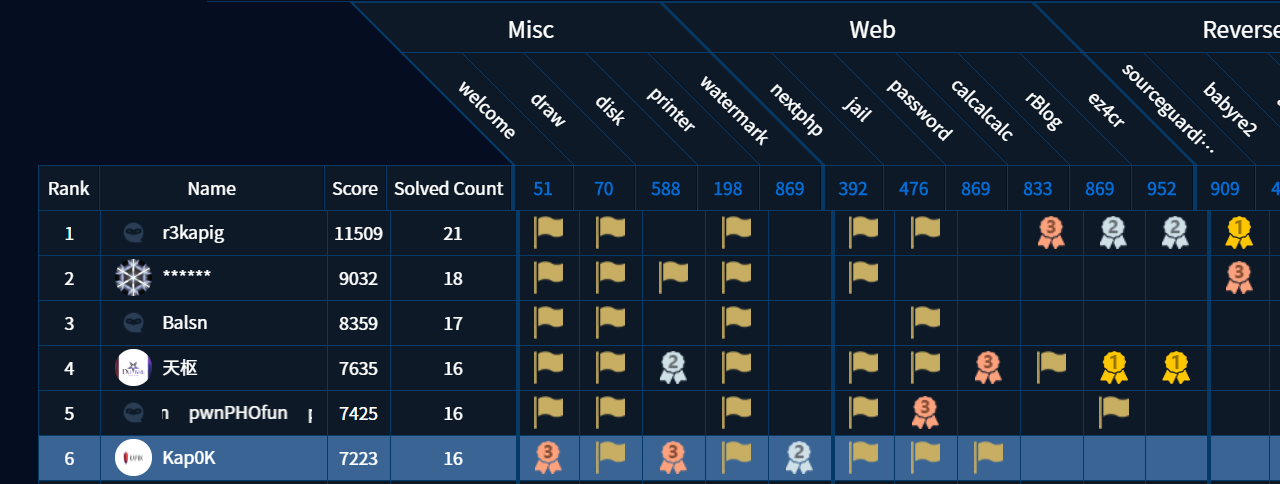 Misc Web Reverse
welcome draw disk printer watermark nextphp jail password calcalcalc rBlog ez4cr sourceguardi… babyre2
Rank Name Score Solved Count 51 70 588 198 869 392 476 869 833 869 952 909 4
1 r3kapig 11509 21 3 2 2 1
2 ****** 9032 18 3
3 Balsn 8359 17
4 天枢 7635 16 2 3 1 1
5 n pwnPHOfun p 7425 16 3
6 Kap0K 7223 16 3 3 2